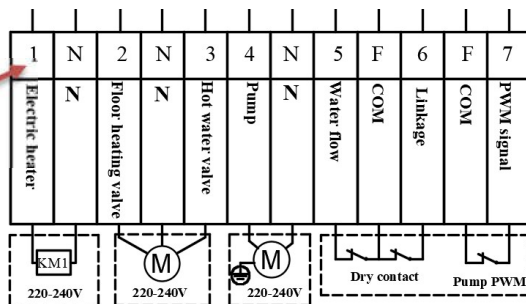 1 N 2 N 3 4 N 5 F 6 F 7
Electric heater
N
Floor heating valve
N
Hot water valve
Pump
N
Water flow
COM
Linkage
COM
PWM signal
KM1
M
M
220-240V
220-240V
220-240V
Dry contact
Pump PWM